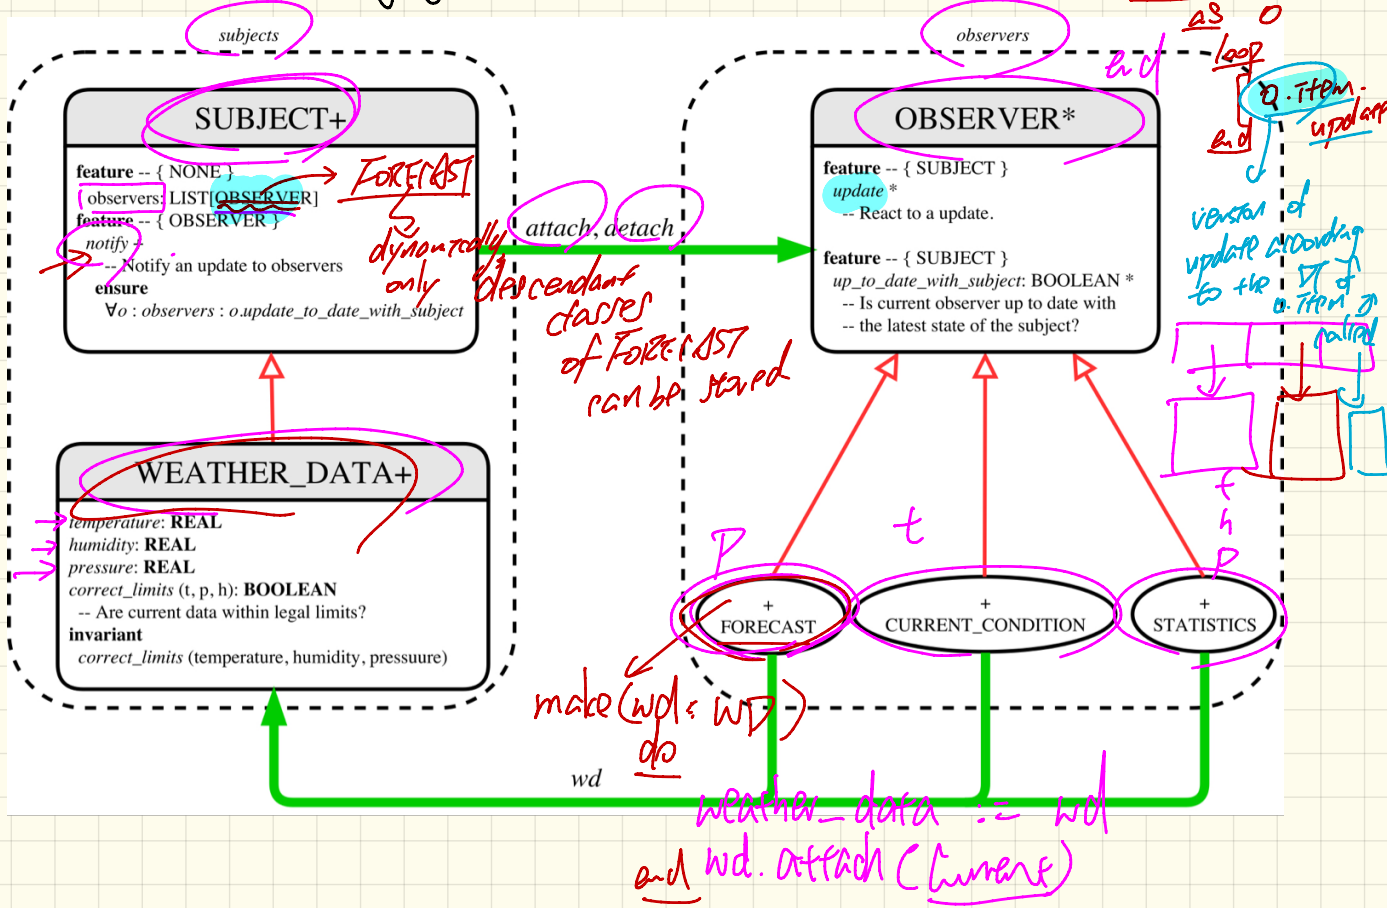 subjects
observers
as o
loop
Q.item.
update
end
end
SUBJECT+
feature -- { NONE }
observers: LIST[OBSERVER]
feature -- { OBSERVER }
notify +
-- Notify an update to observers
ensure
∀o : observers : o.update_to_date_with_subject
FORECAST
dynamically
only descendant
classes
of FORECAST
can be stored
attach, detach
OBSERVER*
feature -- { SUBJECT }
update *
-- React to a update.
feature -- { SUBJECT }
up_to_date_with_subject: BOOLEAN *
-- Is current observer up to date with
-- the latest state of the subject?
version of
update according
to the DT of
o.item
called
WEATHER_DATA+
temperature: REAL
humidity: REAL
pressure: REAL
correct_limits (t, p, h): BOOLEAN
-- Are current data within legal limits?
invariant
correct_limits (temperature, humidity, pressuure)
P
t
t
h
P
+
FORECAST
+
CURRENT_CONDITION
+
STATISTICS
make(wd: WD)
do
wd
weather_data := wd
wd.attach(Current)
end